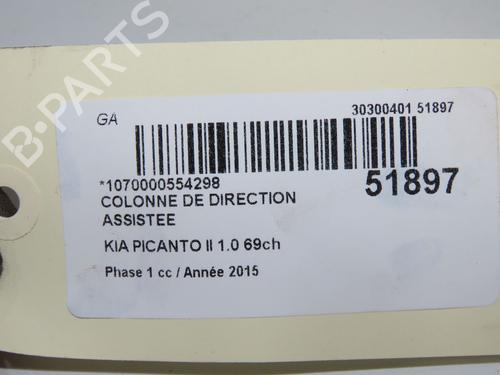 GA
30300401 51897
*1070000554298
51897
COLONNE DE DIRECTION
ASSISTEE
KIA PICANTO II 1.0 69ch
Phase 1 cc / Année 2015
B-PARTS